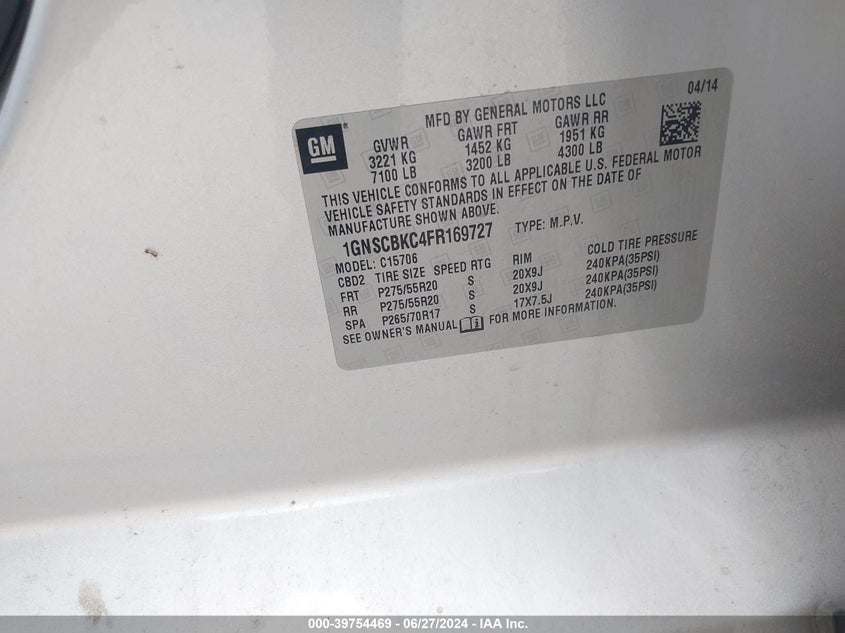 04/14
MFD BY GENERAL MOTORS LLC
GM ®
GVWR GAWR FRT GAWR RR
3221 KG 1452 KG 1951 KG
7100 LB 3200 LB 4300 LB
THIS VEHICLE CONFORMS TO ALL APPLICABLE U.S. FEDERAL MOTOR
VEHICLE SAFETY STANDARDS IN EFFECT ON THE DATE OF
MANUFACTURE SHOWN ABOVE.
1GNSCBKC4FR169727 TYPE: M.P.V.
MODEL: C15706
CBD2 TIRE SIZE SPEED RTG RIM COLD TIRE PRESSURE
FRT P275/55R20 S 20X9J 240KPA(35PSI)
RR P275/55R20 S 20X9J 240KPA(35PSI)
SPA P265/70R17 S 17X7.5J 240KPA(35PSI)
SEE OWNER'S MANUAL i FOR MORE INFORMATION.
000-39754469 - 06/27/2024 - IAA Inc.